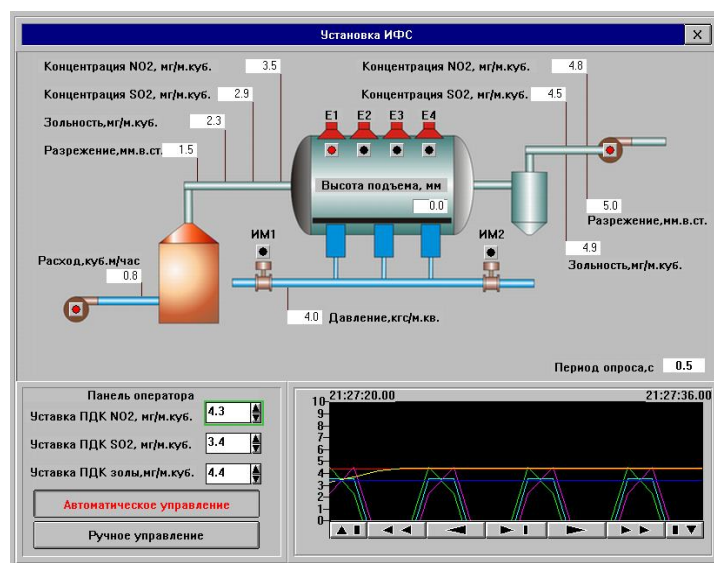 Установка ИФС
X
Концентрация NO2, мг/м.куб. 3.5
Концентрация NO2, мг/м.куб. 4.8
Концентрация SO2, мг/м.куб. 2.9
Концентрация SO2, мг/м.куб. 4.5
Зольность,мг/м.куб. 2.3
E1 E2 E3 E4
Разрежение,мм.в.ст. 1.5
Высота подъема, мм
0.0
5.0
Разрежение,мм.в.ст.
ИМ1
ИМ2
4.9
Зольность,мг/м.куб.
Расход,куб.м/час
0.8
4.0 Давление,кгс/м.кв.
Период опроса,с 0.5
Панель оператора
Уставка ПДК NO2, мг/м.куб. 4.3
Уставка ПДК SO2, мг/м.куб. 3.4
Уставка ПДК золы,мг/м.куб. 4.4
Автоматическое управление
Ручное управление
21:27:20.00
21:27:36.00
10
9
8
7
6
5
4
3
2
1
0